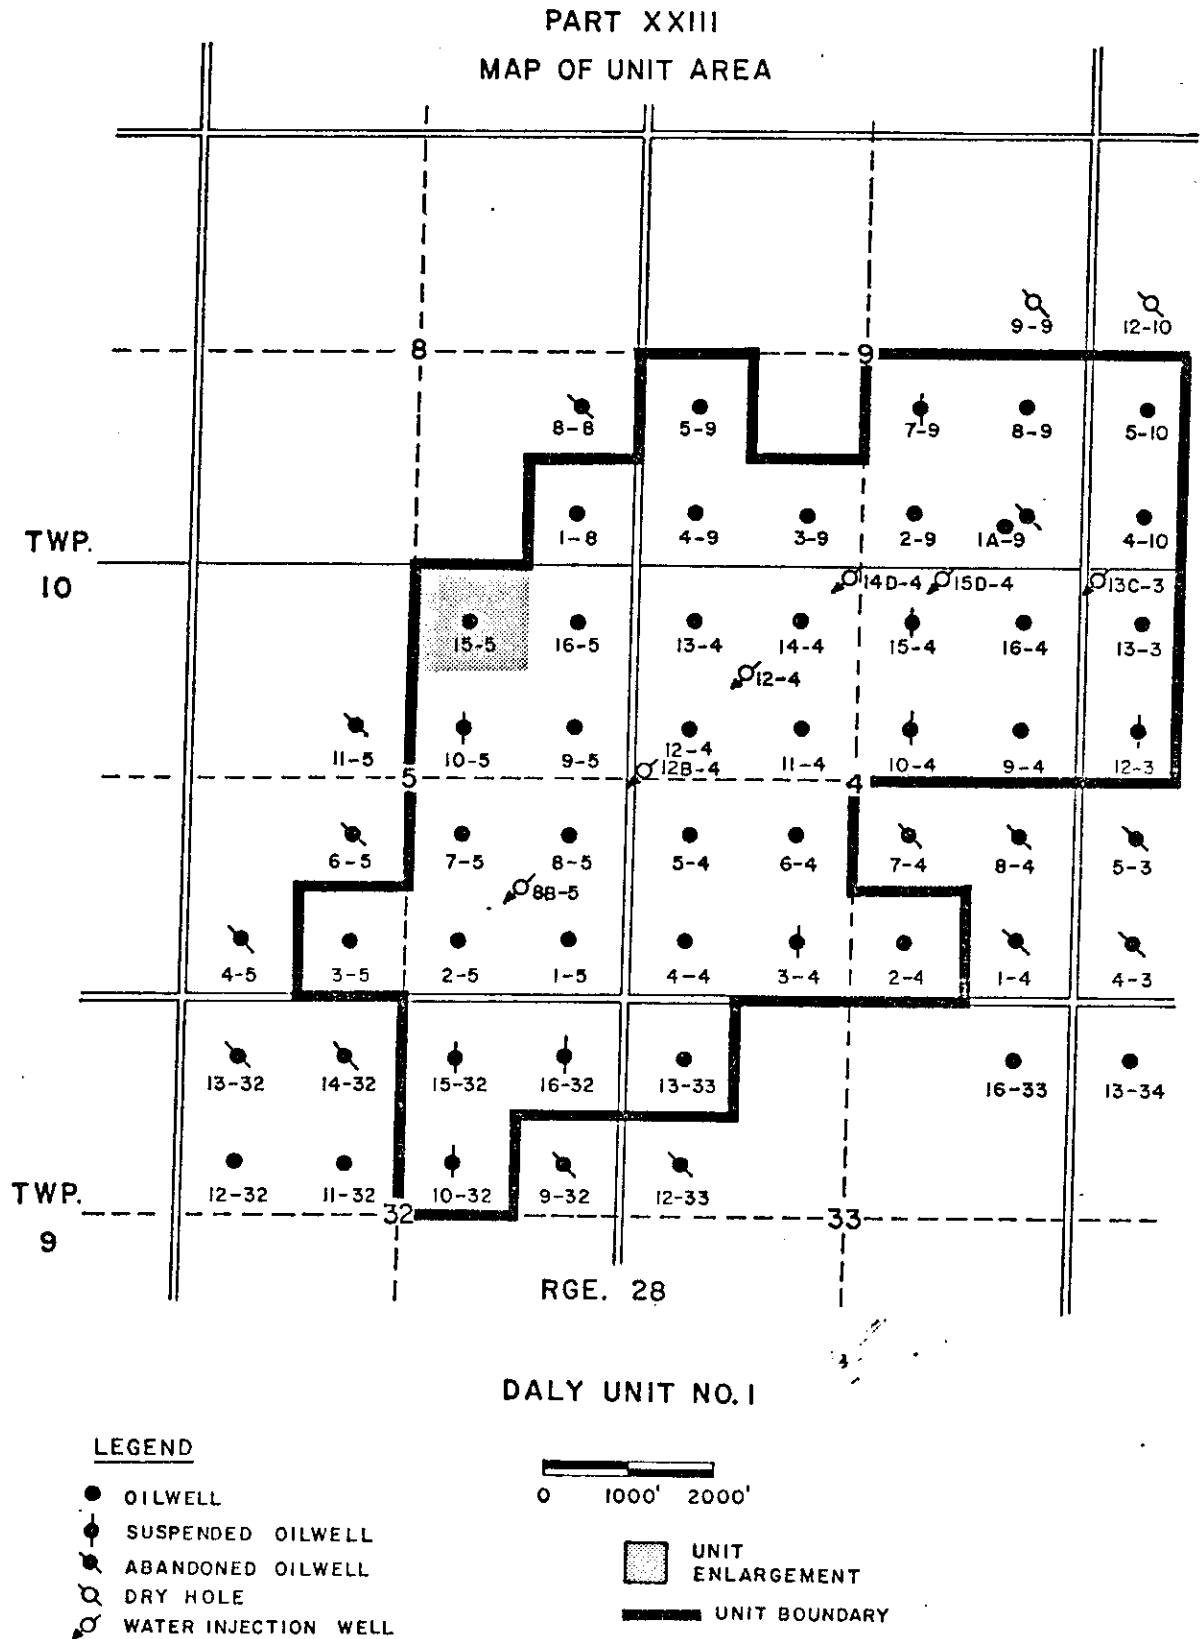 PART XXIII
MAP OF UNIT AREA
9-9 12-10
8 9
8-8 5-9 7-9 8-9 5-10
1-8 4-9 3-9 2-9 1A-9 4-10
TWP.
10
14D-4 15D-4 13C-3
15-5 16-5 13-4 14-4 15-4 16-4 13-3
12-4
11-5 10-5 9-5 12-4 11-4 10-4 9-4 12-3
12B-4
5 4
6-5 7-5 8-5 5-4 6-4 7-4 8-4 5-3
8B-5
4-5 3-5 2-5 1-5 4-4 3-4 2-4 1-4 4-3
13-32 14-32 15-32 16-32 13-33 16-33 13-34
12-32 11-32 10-32 9-32 12-33
TWP.
9
32 33
RGE. 28
DALY UNIT NO. 1
LEGEND
OILWELL
SUSPENDED OILWELL
ABANDONED OILWELL
DRY HOLE
WATER INJECTION WELL
0 1000' 2000'
UNIT
ENLARGEMENT
UNIT BOUNDARY